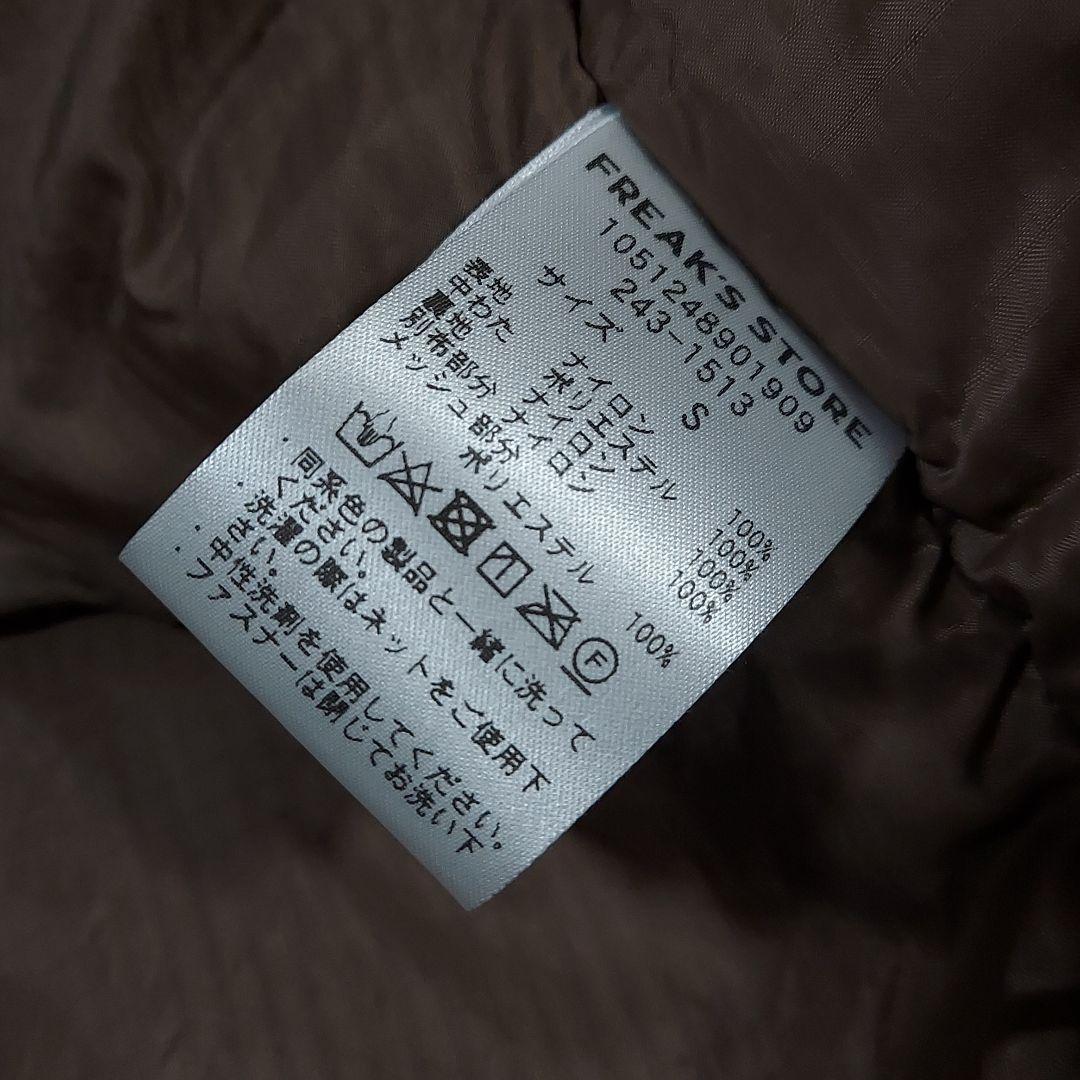 FREAK'S STORE
1051248901909
243-1513
サイズ S
表地 ナイロン 100%
中わた ポリエステル 100%
裏地 ナイロン 100%
別布部分 ナイロン 100%
メッシュ部分
ポリエステル 100%
F
・同系色の製品と一緒に洗って
ください。
・洗濯の際はネットをご使用下
さい。
・中性洗剤を使用してください。
・ファスナーは閉じてお洗い下